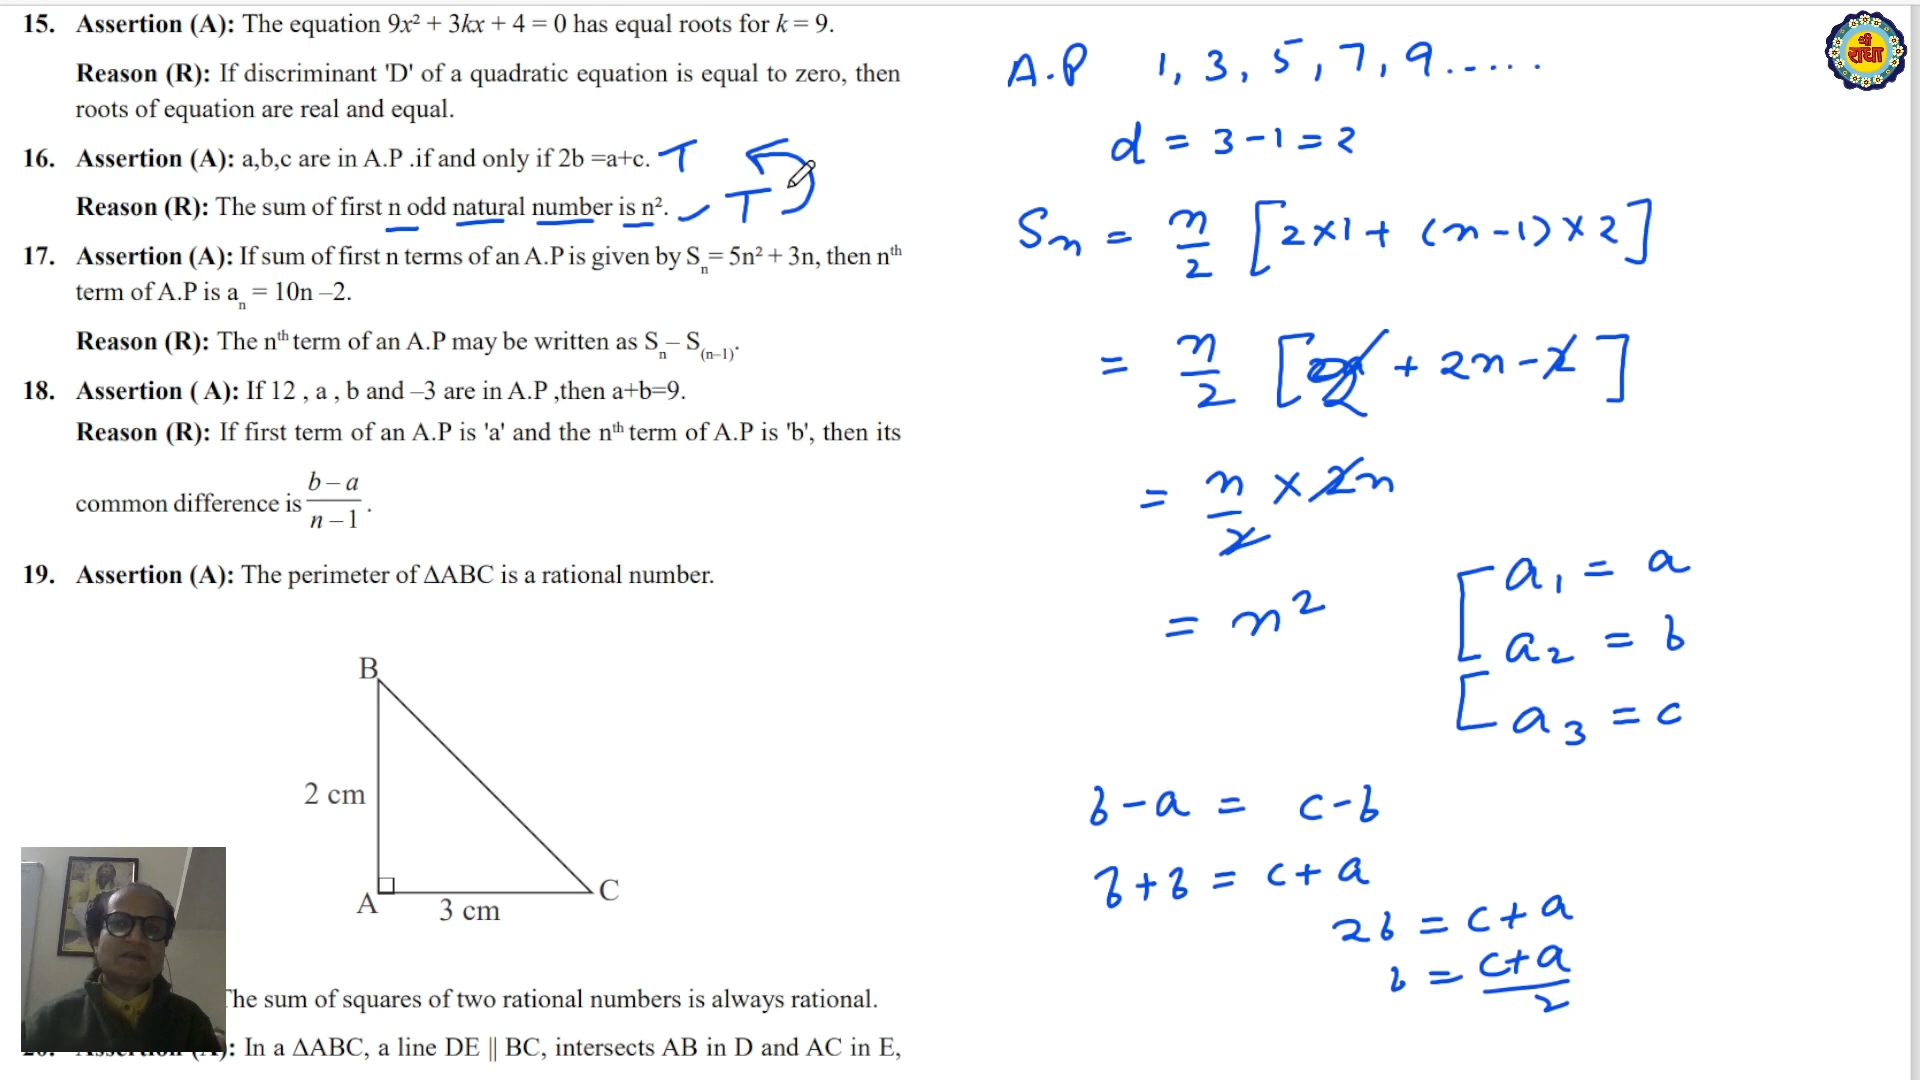 15. Assertion (A): The equation 9x² + 3kx + 4 = 0 has equal roots for k = 9.
Reason (R): If discriminant 'D' of a quadratic equation is equal to zero, then
roots of equation are real and equal.
16. Assertion (A): a,b,c are in A.P .if and only if 2b =a+c. T
Reason (R): The sum of first n odd natural number is n². T
17. Assertion (A): If sum of first n terms of an A.P is given by Sₙ= 5n² + 3n, then nᵗʰ
term of A.P is aₙ = 10n –2.
Reason (R): The nᵗʰ term of an A.P may be written as Sₙ– S₍ₙ₋₁₎.
18. Assertion ( A): If 12 , a , b and –3 are in A.P ,then a+b=9.
Reason (R): If first term of an A.P is 'a' and the nᵗʰ term of A.P is 'b', then its
common difference is (b – a)/(n – 1) .
19. Assertion (A): The perimeter of ΔABC is a rational number.
B
2 cm
A
3 cm
C
he sum of squares of two rational numbers is always rational.
): In a ΔABC, a line DE || BC, intersects AB in D and AC in E,
A.P 1, 3, 5, 7, 9.....
d = 3-1 = 2
Sn = n/2 [2×1 + (n-1)×2]
= n/2 [2 + 2n-2]
= n/2 × 2n
= n²
a₁ = a
a₂ = b
a₃ = c
b-a = c-b
b+b = c+a
2b = c+a
b = (c+a)/2
श्री
राधा